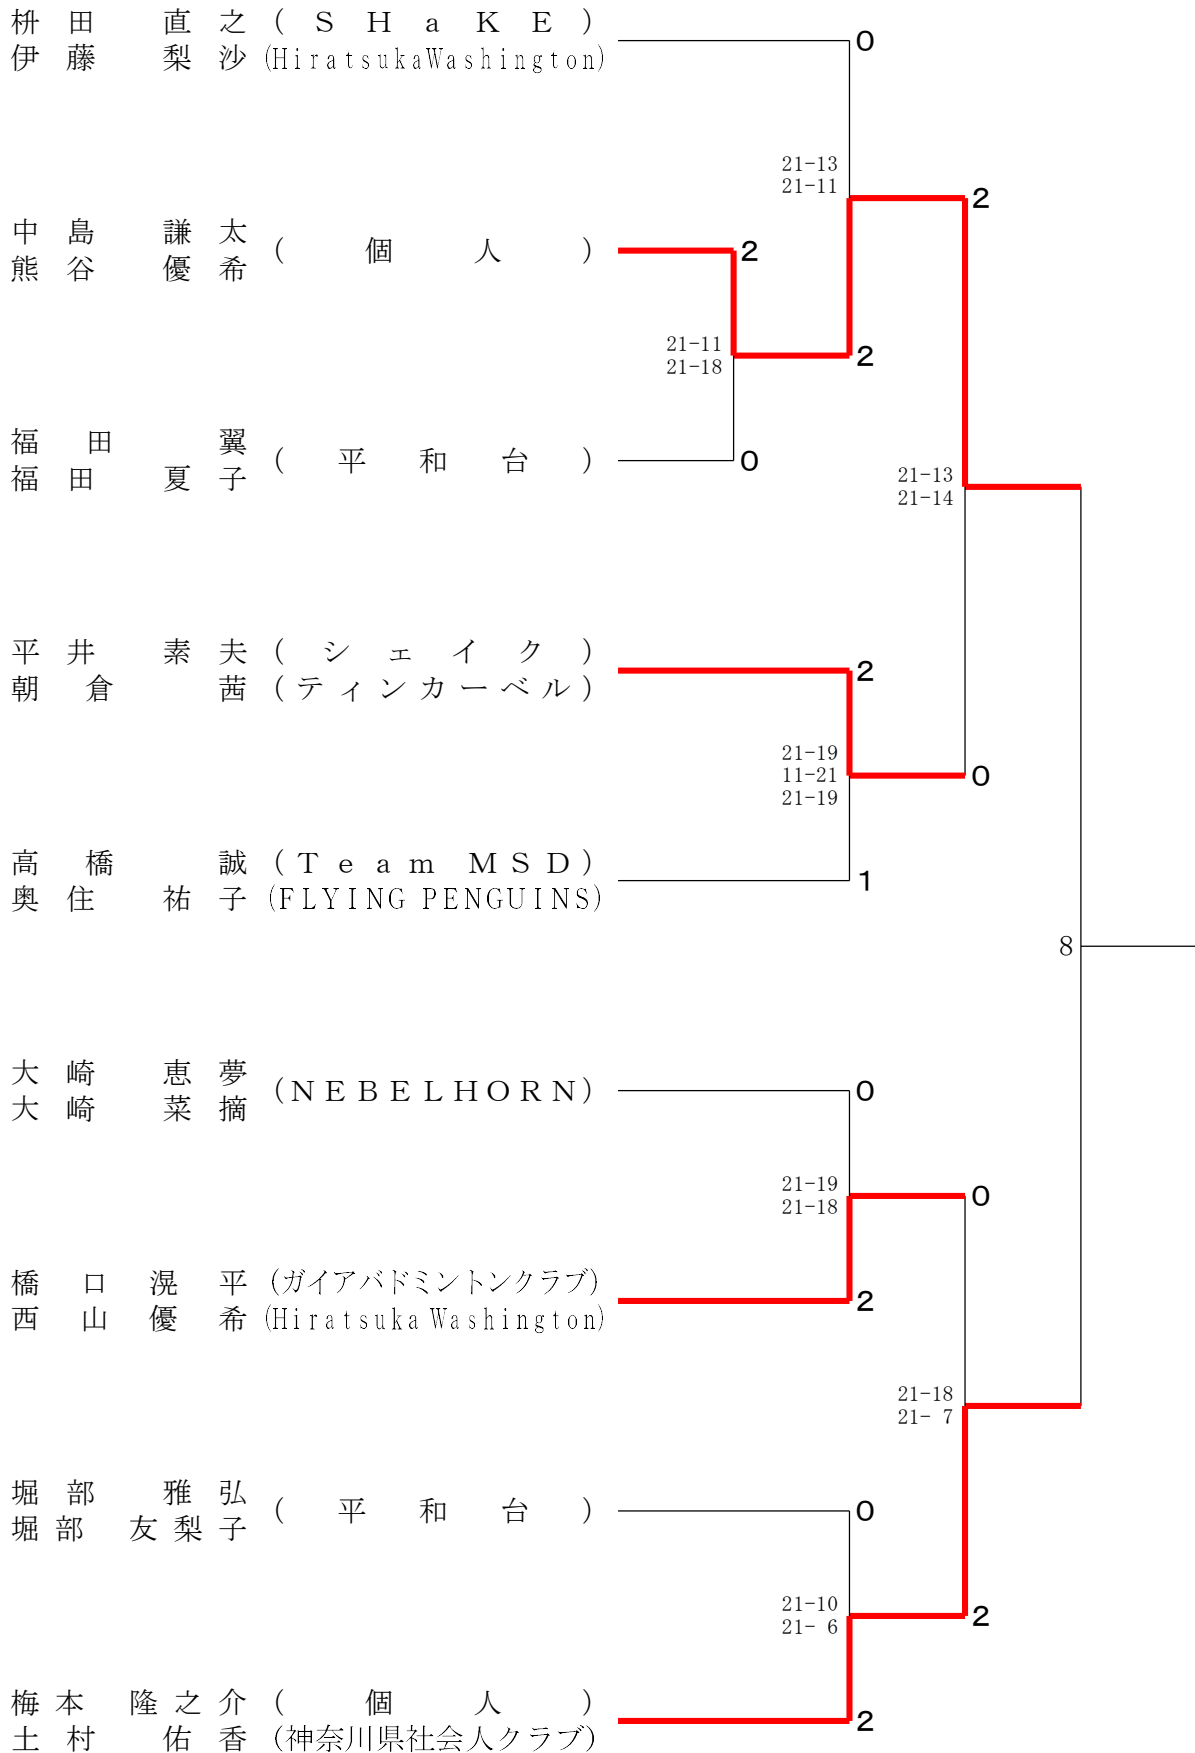 枡田 直之 (SHaKE)
伊藤 梨沙 (HiratsukaWashington)
0
21-13
21-11
2
中島 謙太
熊谷 優希
(個人)
2
21-11
21-18
2
福田 翼
福田 夏子
(平和台)
0
21-13
21-14
平井 素夫 (シェイク)
朝倉 茜 (ティンカーベル)
2
21-19
11-21
21-19
0
高橋 誠 (Team MSD)
奥住 祐子 (FLYING PENGUINS)
1
8
大崎 恵夢
大崎 菜摘
(NEBELHORN)
0
21-19
21-18
0
橋口 滉平 (ガイアバドミントンクラブ)
西山 優希 (Hiratsuka Washington)
2
21-18
21- 7
堀部 雅弘
堀部 友梨子
(平和台)
0
21-10
21- 6
2
梅本 隆之介 (個人)
土村 佑香 (神奈川県社会人クラブ)
2